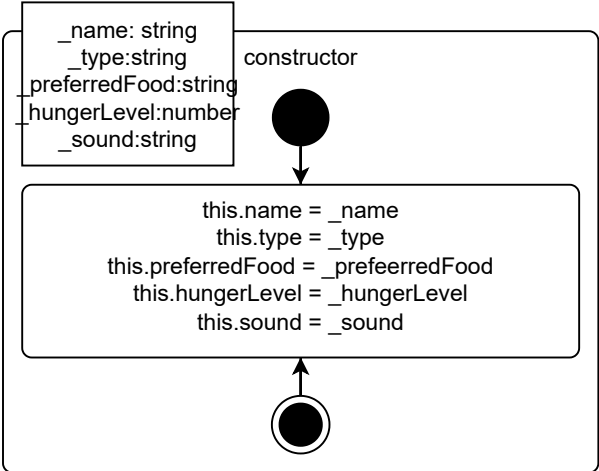 _name: string
_type:string
_preferredFood:string
_hungerLevel:number
_sound:string
constructor
this.name = _name
this.type = _type
this.preferredFood = _prefeerredFood
this.hungerLevel = _hungerLevel
this.sound = _sound